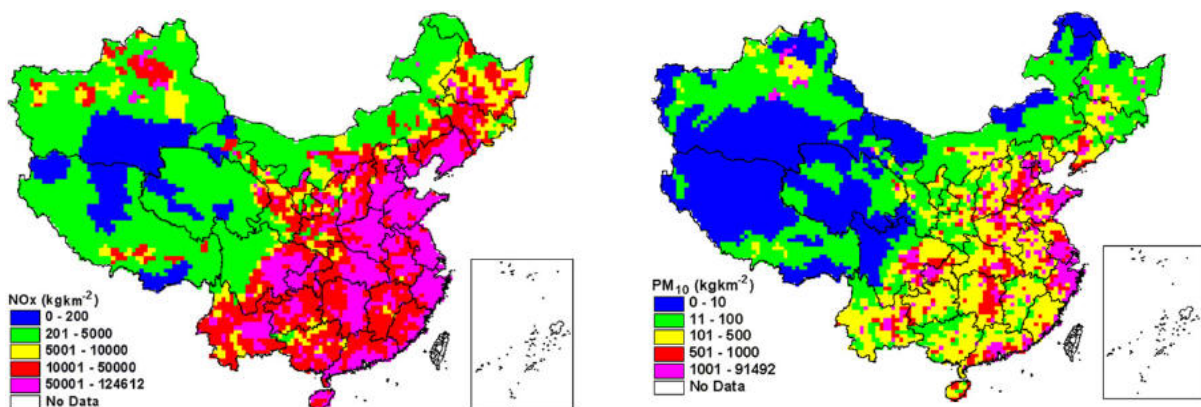 NOx (kgkm-2)
0 - 200
201 - 5000
5001 - 10000
10001 - 50000
50001 - 124612
No Data
PM10 (kgkm-2)
0 - 10
11 - 100
101 - 500
501 - 1000
1001 - 91492
No Data